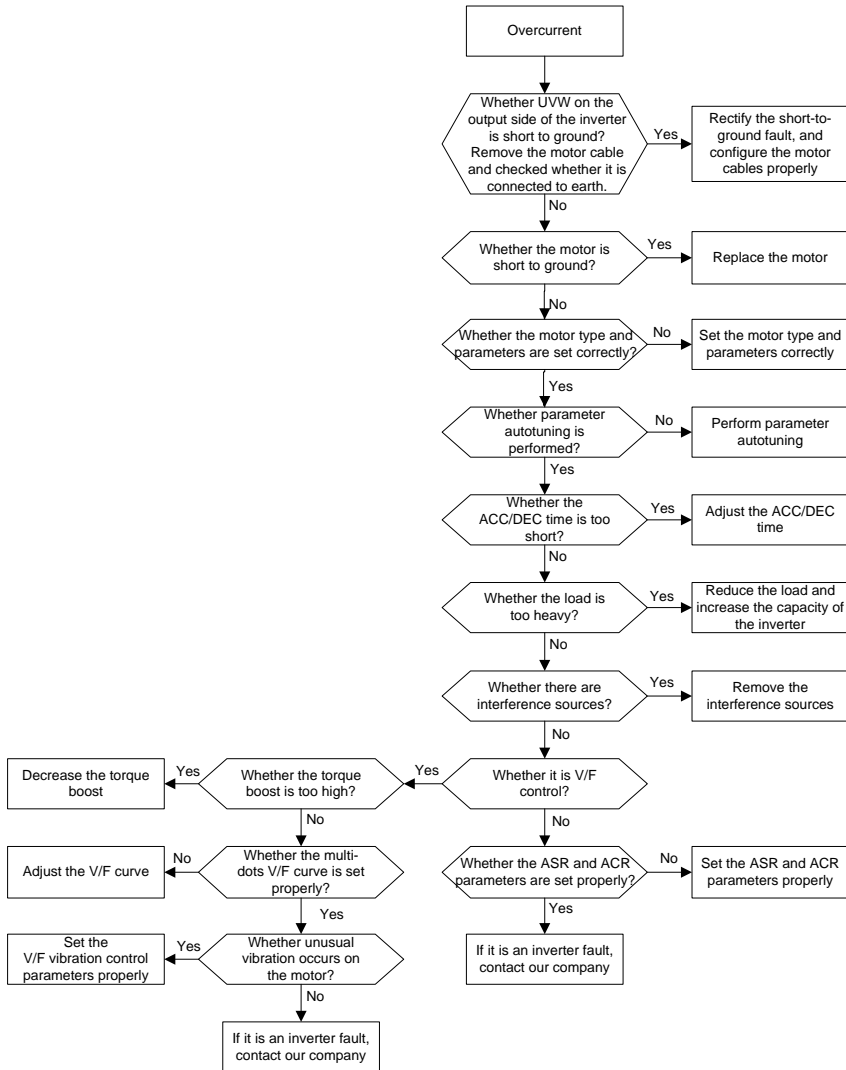 Overcurrent
Whether UVW on the
output side of the inverter
is short to ground?
Remove the motor cable
and checked whether it is
connected to earth.
Yes
Rectify the short-to-
ground fault, and
configure the motor
cables properly
No
Whether the motor is
short to ground?
Yes
Replace the motor
No
Whether the motor type and
parameters are set correctly?
No
Set the motor type and
parameters correctly
Yes
Whether parameter
autotuning is
performed?
No
Perform parameter
autotuning
Yes
Whether the
ACC/DEC time is too
short?
Yes
Adjust the ACC/DEC
time
No
Whether the load is
too heavy?
Yes
Reduce the load and
increase the capacity of
the inverter
No
Whether there are
interference sources?
Yes
Remove the
interference sources
No
Whether it is V/F
control?
Yes
Whether the torque
boost is too high?
Yes
Decrease the torque
boost
No
Whether the multi-
dots V/F curve is set
properly?
No
Adjust the V/F curve
Yes
Whether unusual
vibration occurs on
the motor?
Yes
Set the
V/F vibration control
parameters properly
No
If it is an inverter fault,
contact our company
No
Whether the ASR and ACR
parameters are set properly?
No
Set the ASR and ACR
parameters properly
Yes
If it is an inverter fault,
contact our company